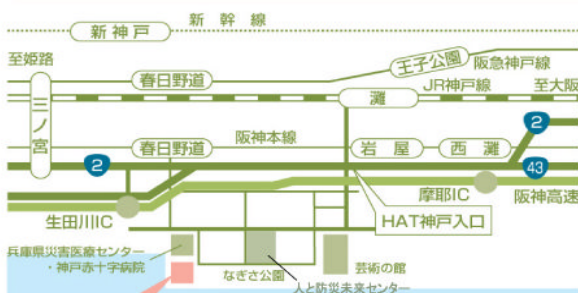 新幹線
新神戸
至姫路
王子公園
阪急神戸線
春日野道
JR神戸線
至大阪
三ノ宮
灘
2
阪神本線
春日野道
岩屋
西灘
2
43
摩耶IC
阪神高速
生田川IC
HAT神戸入口
兵庫県災害医療センター
・神戸赤十字病院
なぎさ公園
人と防災未来センター
芸術の館